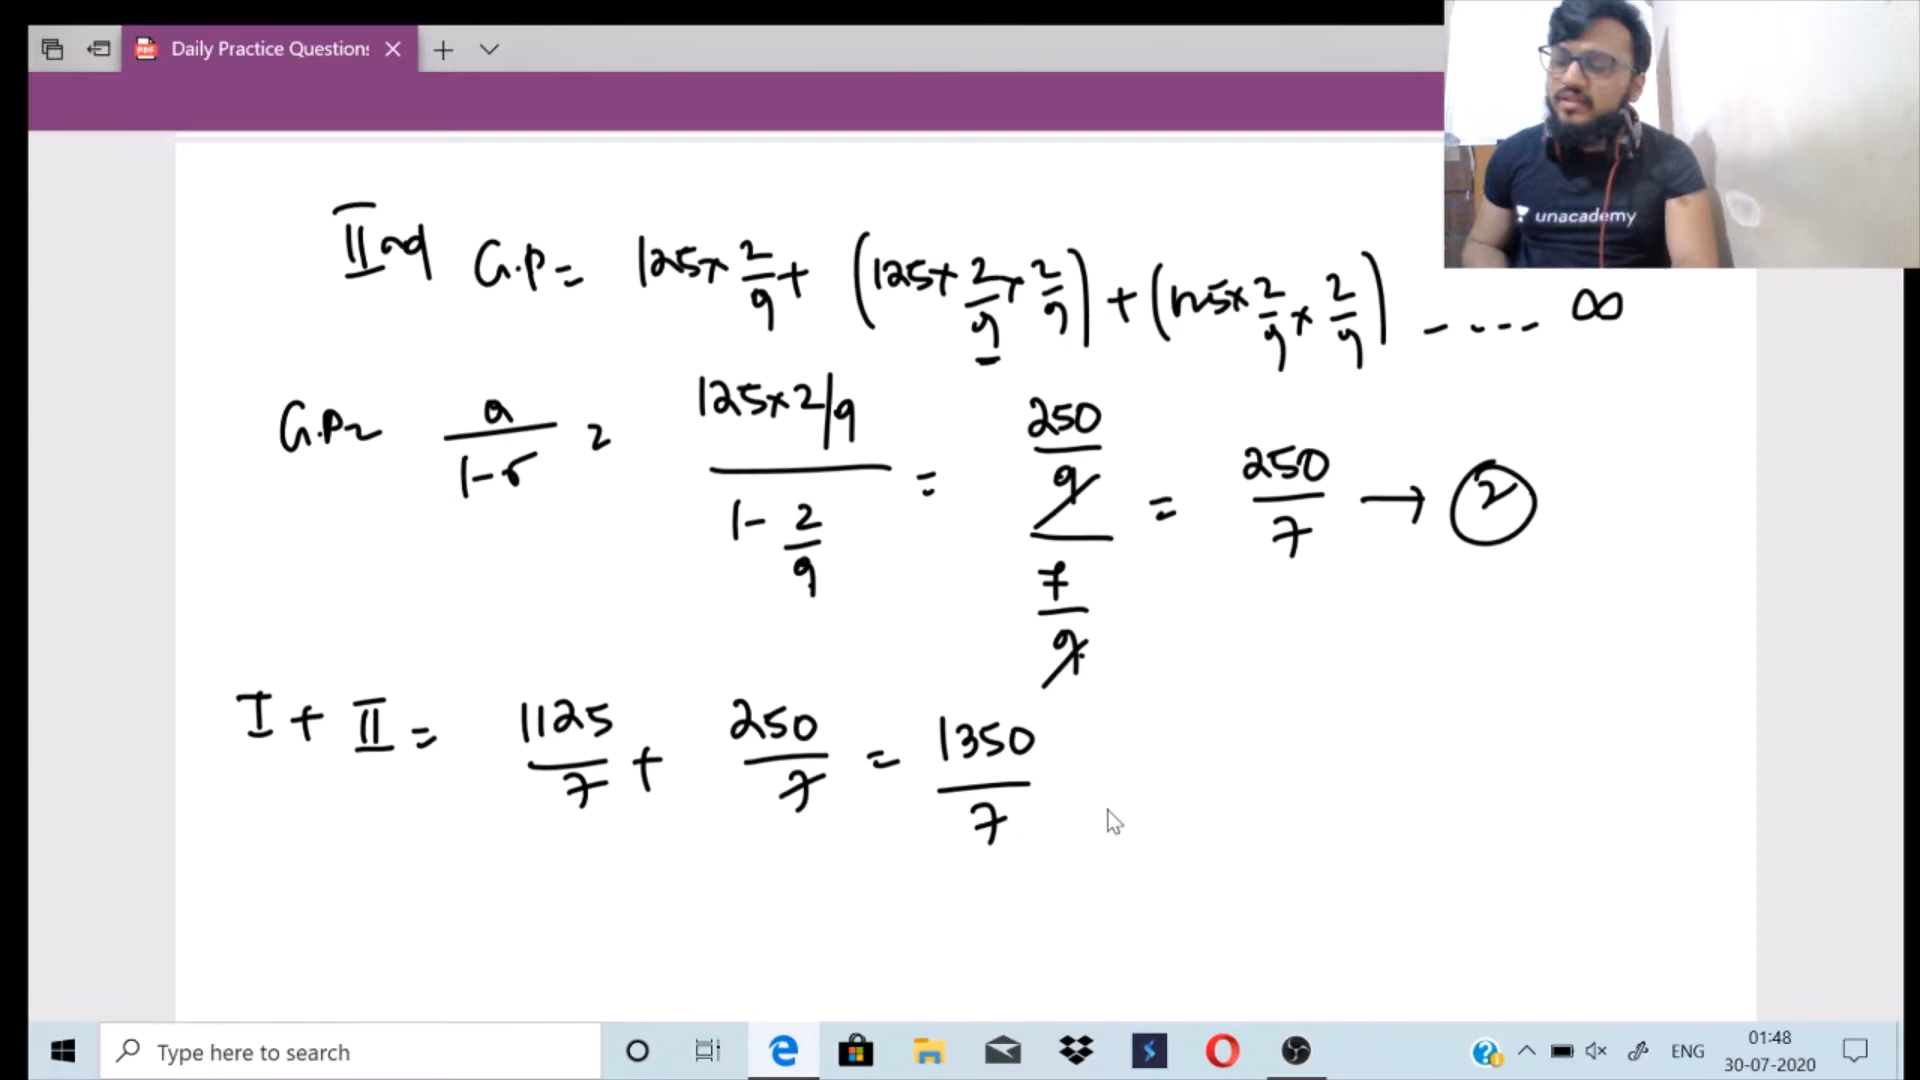 Daily Practice Questions
unacademy
IInd G.P = 125 × 2/9 + (125 × 2/9 × 2/9) + (125 × 2/9 × 2/9) ----- ∞
G.P = a/(1-r) = (125×2/9)/(1 - 2/9) = (250/9)/(7/9) = 250/7 → 2
I + II = 1125/7 + 250/7 = 1350/7
Type here to search
ENG
01:48
30-07-2020